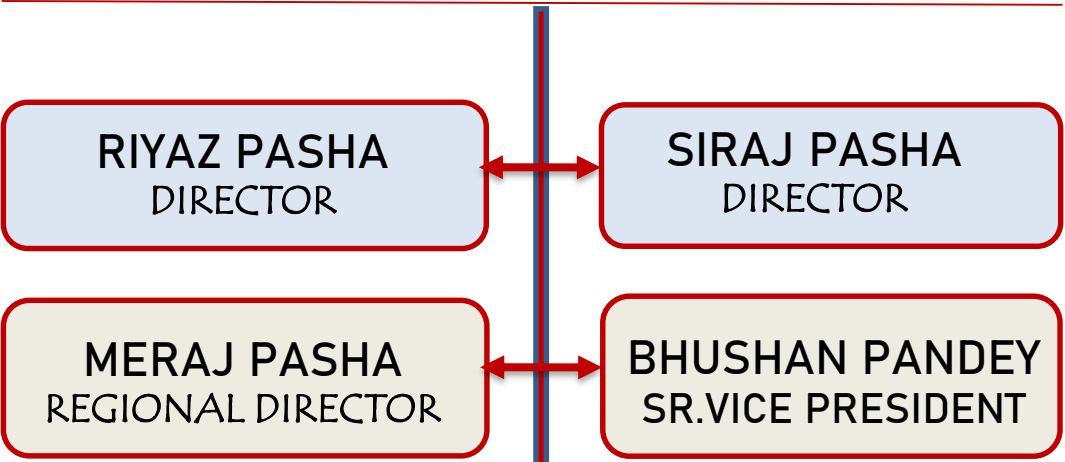 RIYAZ PASHA
DIRECTOR
SIRAJ PASHA
DIRECTOR
MERAJ PASHA
REGIONAL DIRECTOR
BHUSHAN PANDEY
SR.VICE PRESIDENT